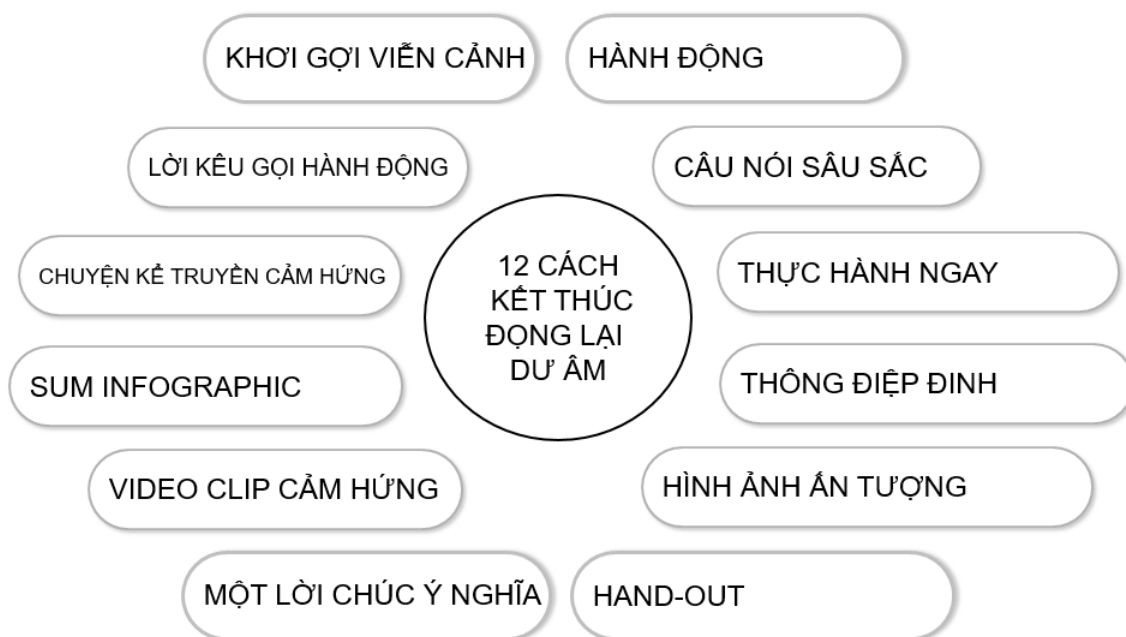 KHƠI GỢI VIỄN CẢNH
HÀNH ĐỘNG
LỜI KÊU GỌI HÀNH ĐỘNG
CÂU NÓI SÂU SẮC
CHUYỆN KỂ TRUYỀN CẢM HỨNG
12 CÁCH
KẾT THÚC
ĐỌNG LẠI
DƯ ÂM
THỰC HÀNH NGAY
SUM INFOGRAPHIC
THÔNG ĐIỆP ĐINH
VIDEO CLIP CẢM HỨNG
HÌNH ẢNH ẤN TƯỢNG
MỘT LỜI CHÚC Ý NGHĨA
HAND-OUT